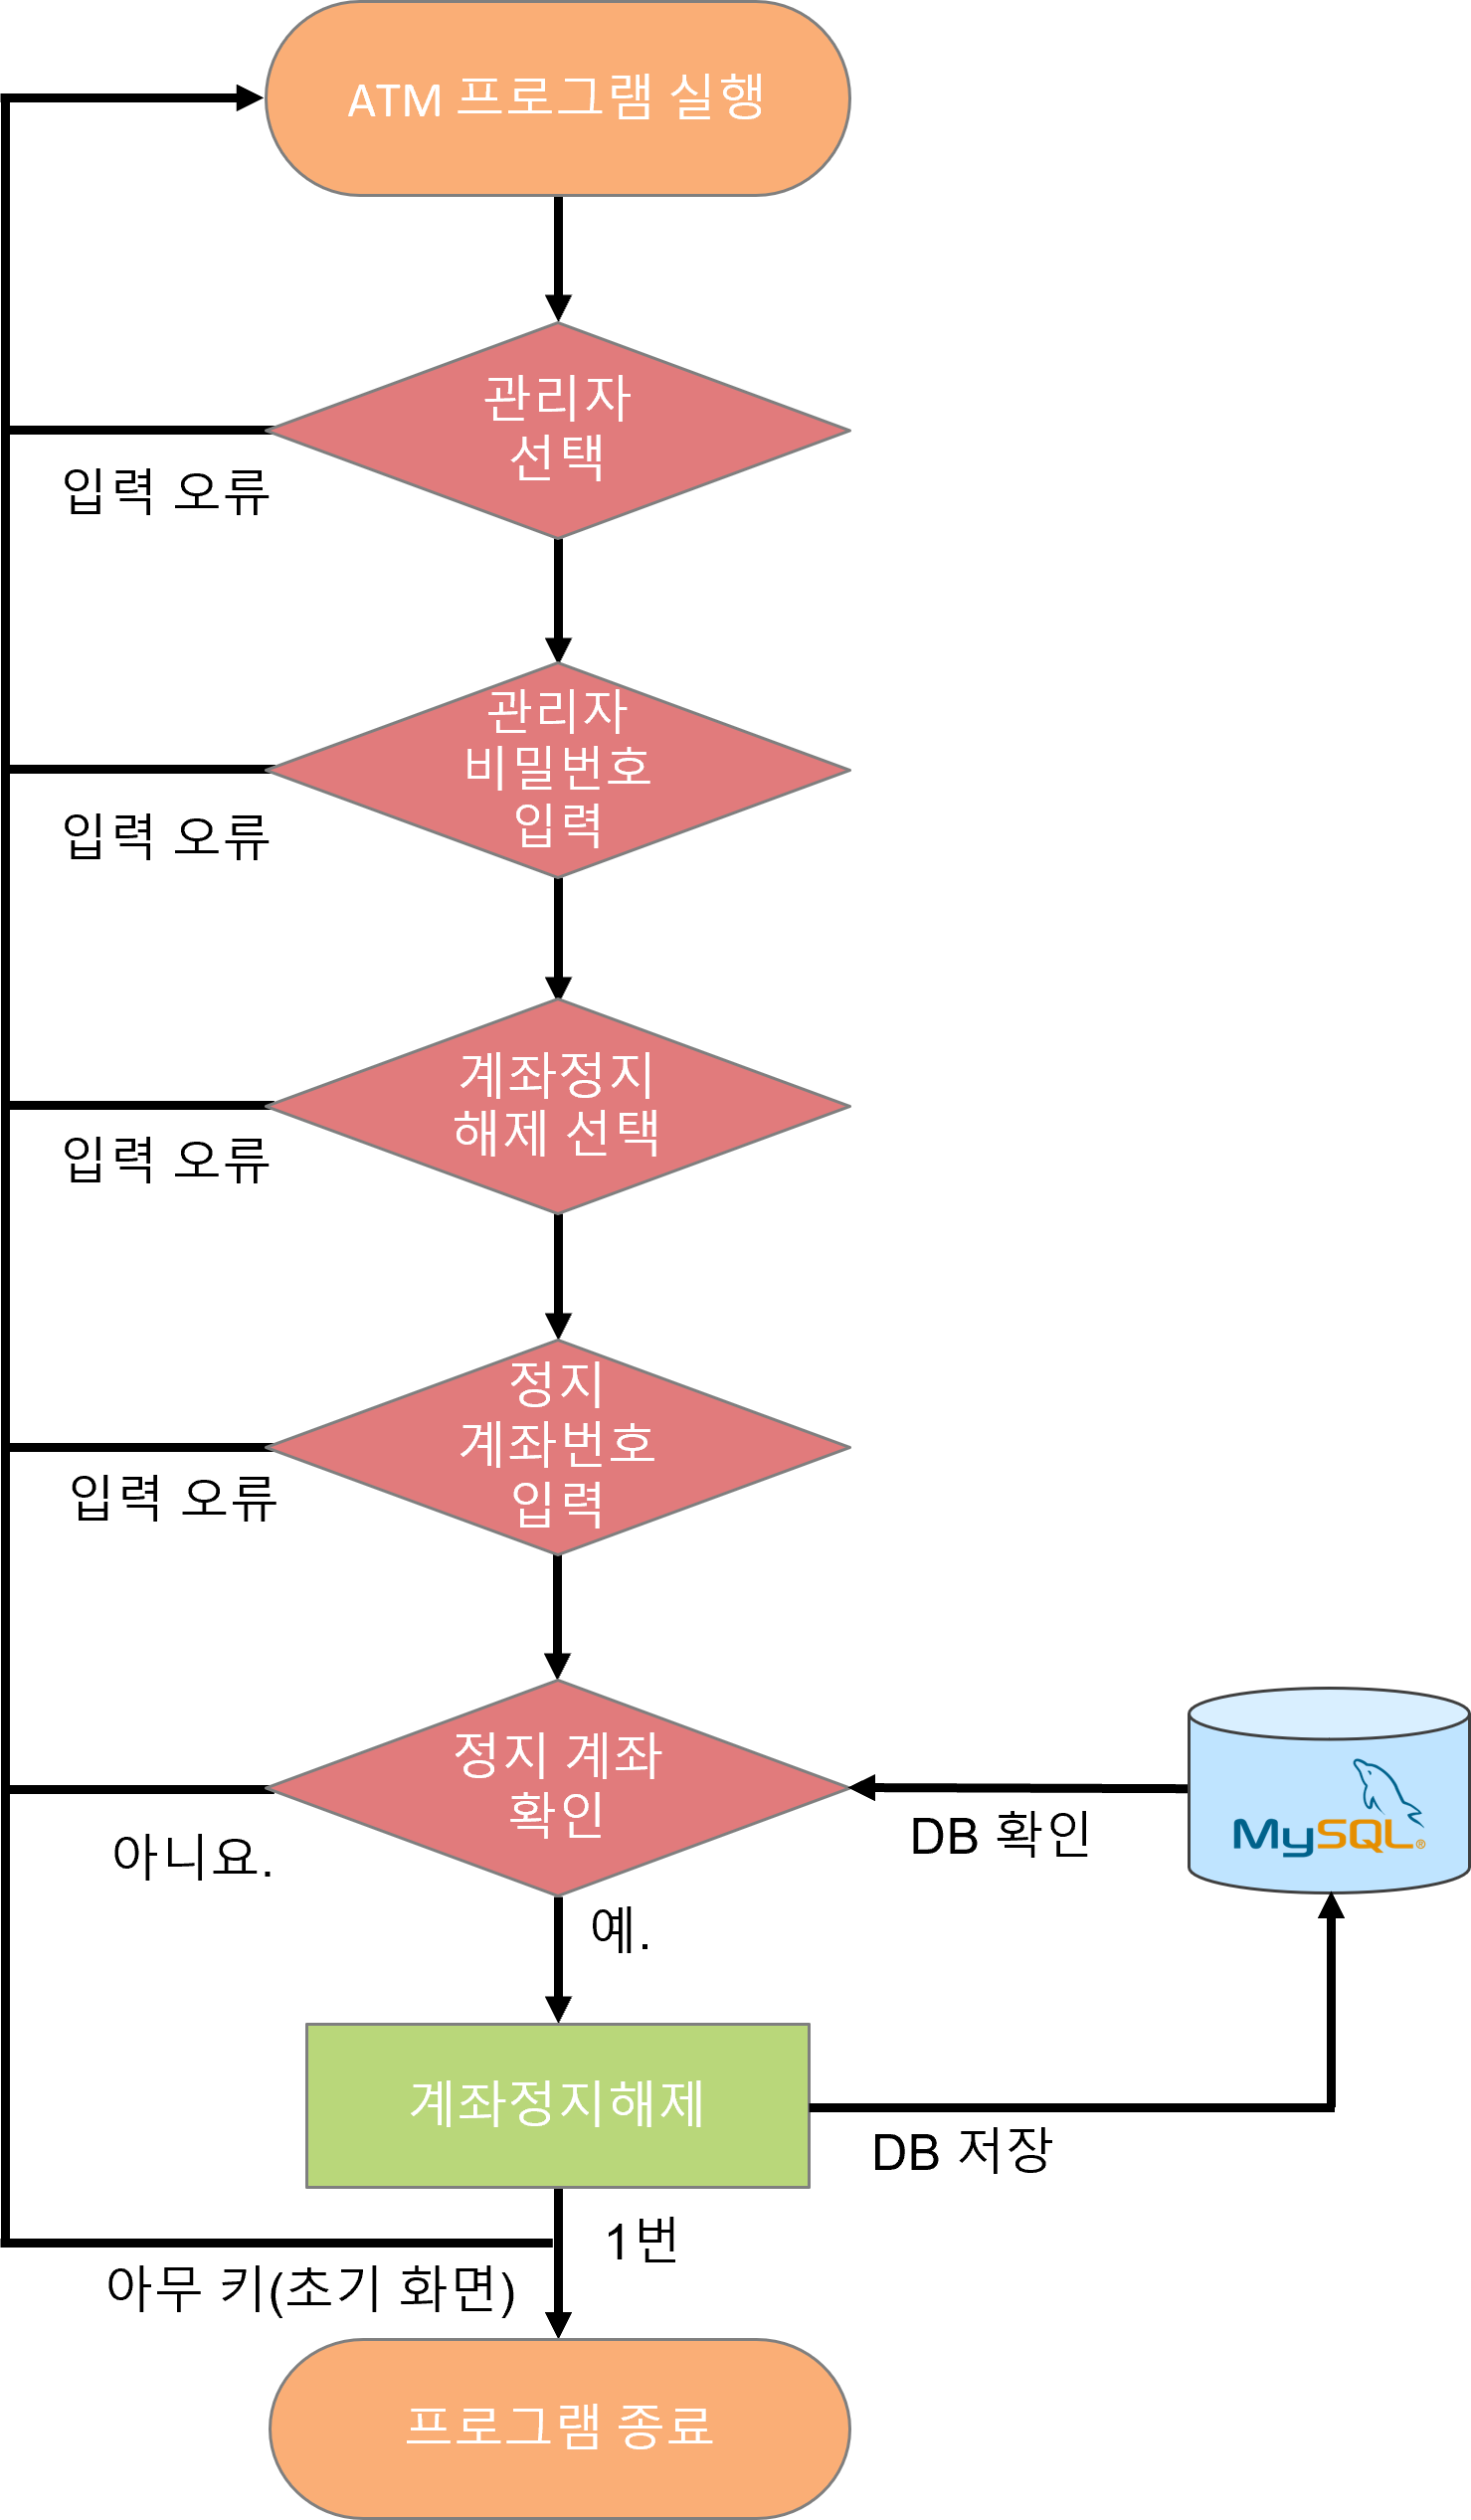 ATM 프로그램 실행
관리자
선택
입력 오류
관리자
비밀번호
입력
입력 오류
계좌정지
해제 선택
입력 오류
정지
계좌번호
입력
입력 오류
정지 계좌
확인
MySQL®
DB 확인
아니요.
예.
계좌정지해제
DB 저장
1번
아무 키(초기 화면)
프로그램 종료